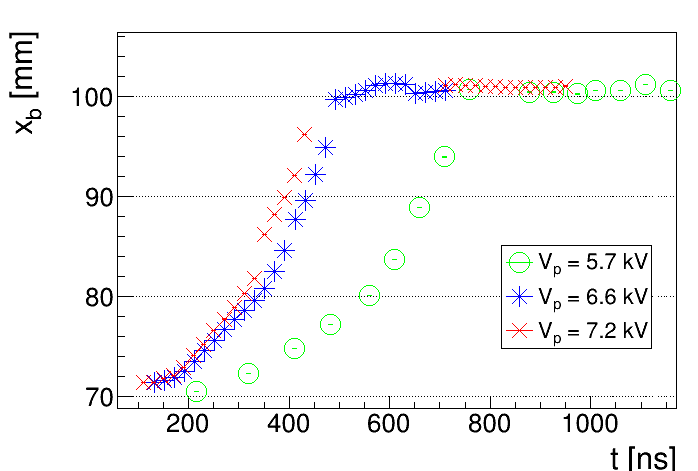 x_b [mm]
100
90
80
70
V_p = 5.7 kV
V_p = 6.6 kV
V_p = 7.2 kV
200 400 600 800 1000
t [ns]